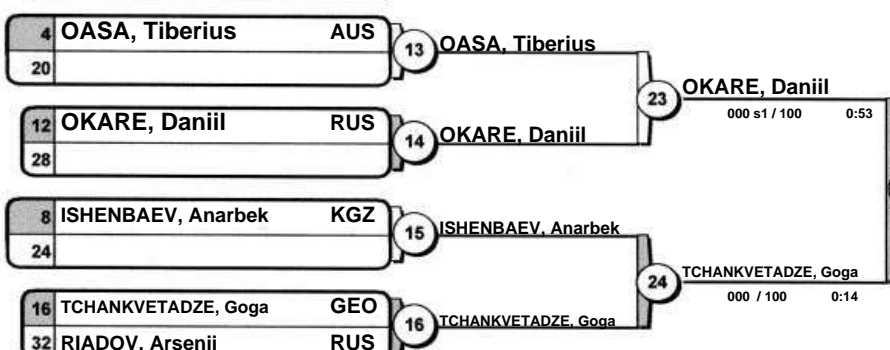 4 OASA, Tiberius AUS
20
13 OASA, Tiberius
12 OKARE, Daniil RUS
28
14 OKARE, Daniil
23 OKARE, Daniil
000 s1 / 100 0:53
8 ISHENBAEV, Anarbek KGZ
24
15 ISHENBAEV, Anarbek
16 TCHANKVETADZE, Goga GEO
32 RIADOV, Arsenii RUS
16 TCHANKVETADZE, Goga
24 TCHANKVETADZE, Goga
000 / 100 0:14